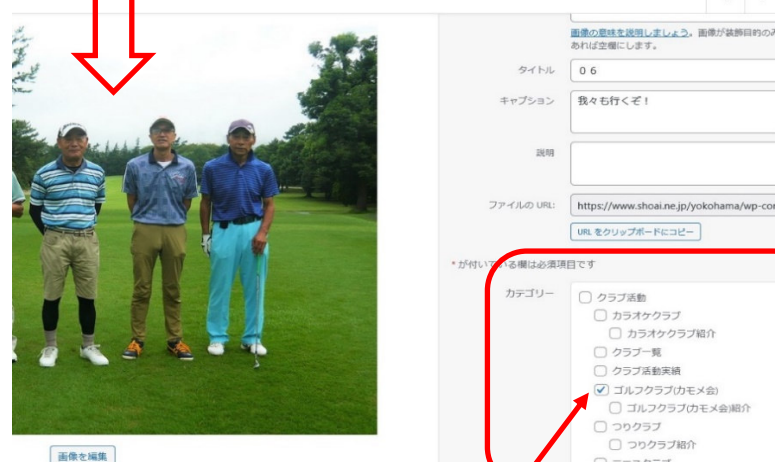 画像の意味を説明しましょう。画像が装飾目的のみ
あれば空欄にします。
タイトル
０６
キャプション
我々も行くぞ！
説明
ファイルの URL:
https://www.shoai.ne.jp/yokohama/wp-con
URL をクリップボードにコピー
* が付いている欄は必須項目です
カテゴリー
クラブ活動
カラオケクラブ
カラオケクラブ紹介
クラブ一覧
クラブ活動実績
ゴルフクラブ(カモメ会)
ゴルフクラブ(カモメ会)紹介
つりクラブ
つりクラブ紹介
画像を編集